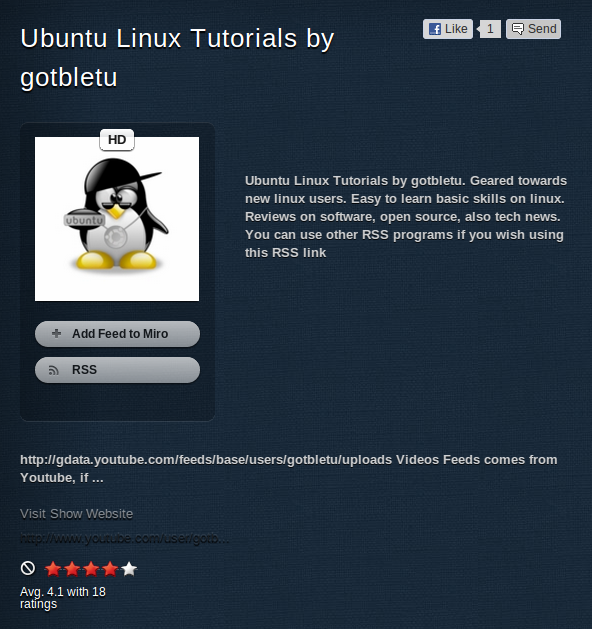 Ubuntu Linux Tutorials by
gotbletu
Like
1
Send
HD
ubuntu
Ubuntu Linux Tutorials by gotbletu. Geared towards
new linux users. Easy to learn basic skills on linux.
Reviews on software, open source, also tech news.
You can use other RSS programs if you wish using
this RSS link
Add Feed to Miro
RSS
http://gdata.youtube.com/feeds/base/users/gotbletu/uploads Videos Feeds comes from
Youtube, if ...
Visit Show Website
http://www.youtube.com/user/gotb...
Avg. 4.1 with 18
ratings